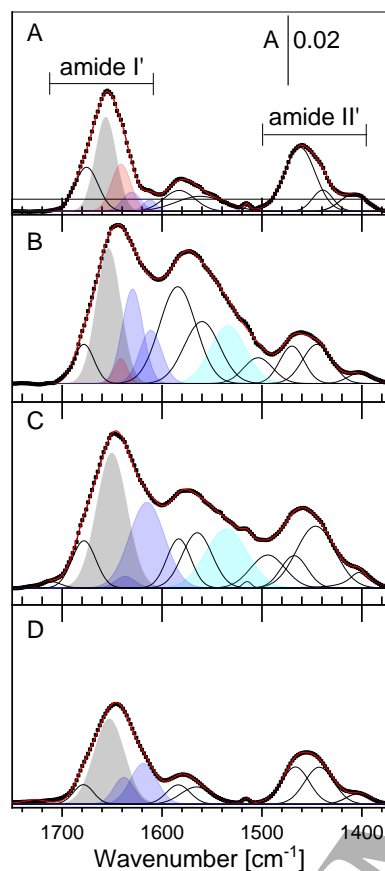 A
A 0.02
amide I'
amide II'
B
C
D
1700 1600 1500 1400
Wavenumber [cm⁻¹]